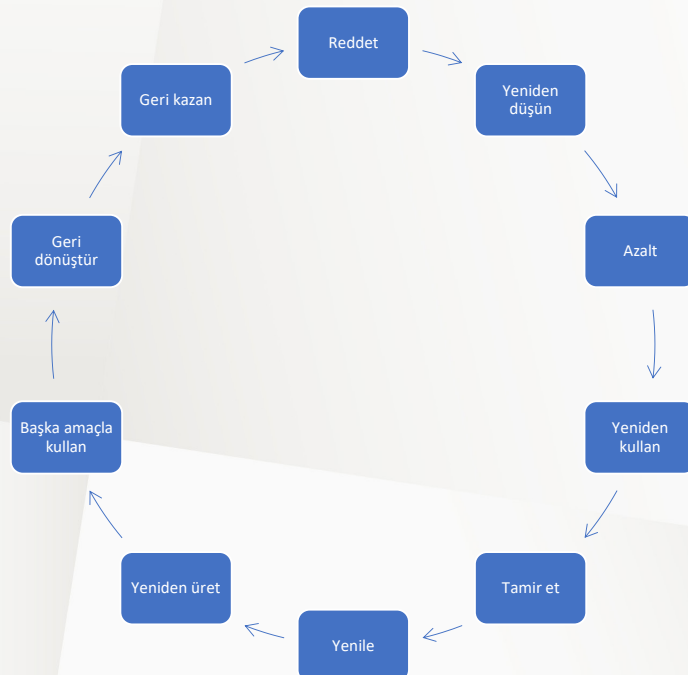 Reddet
Yeniden
düşün
Azalt
Yeniden
kullan
Tamir et
Yenile
Yeniden üret
Başka amaçla
kullan
Geri
dönüştür
Geri kazan